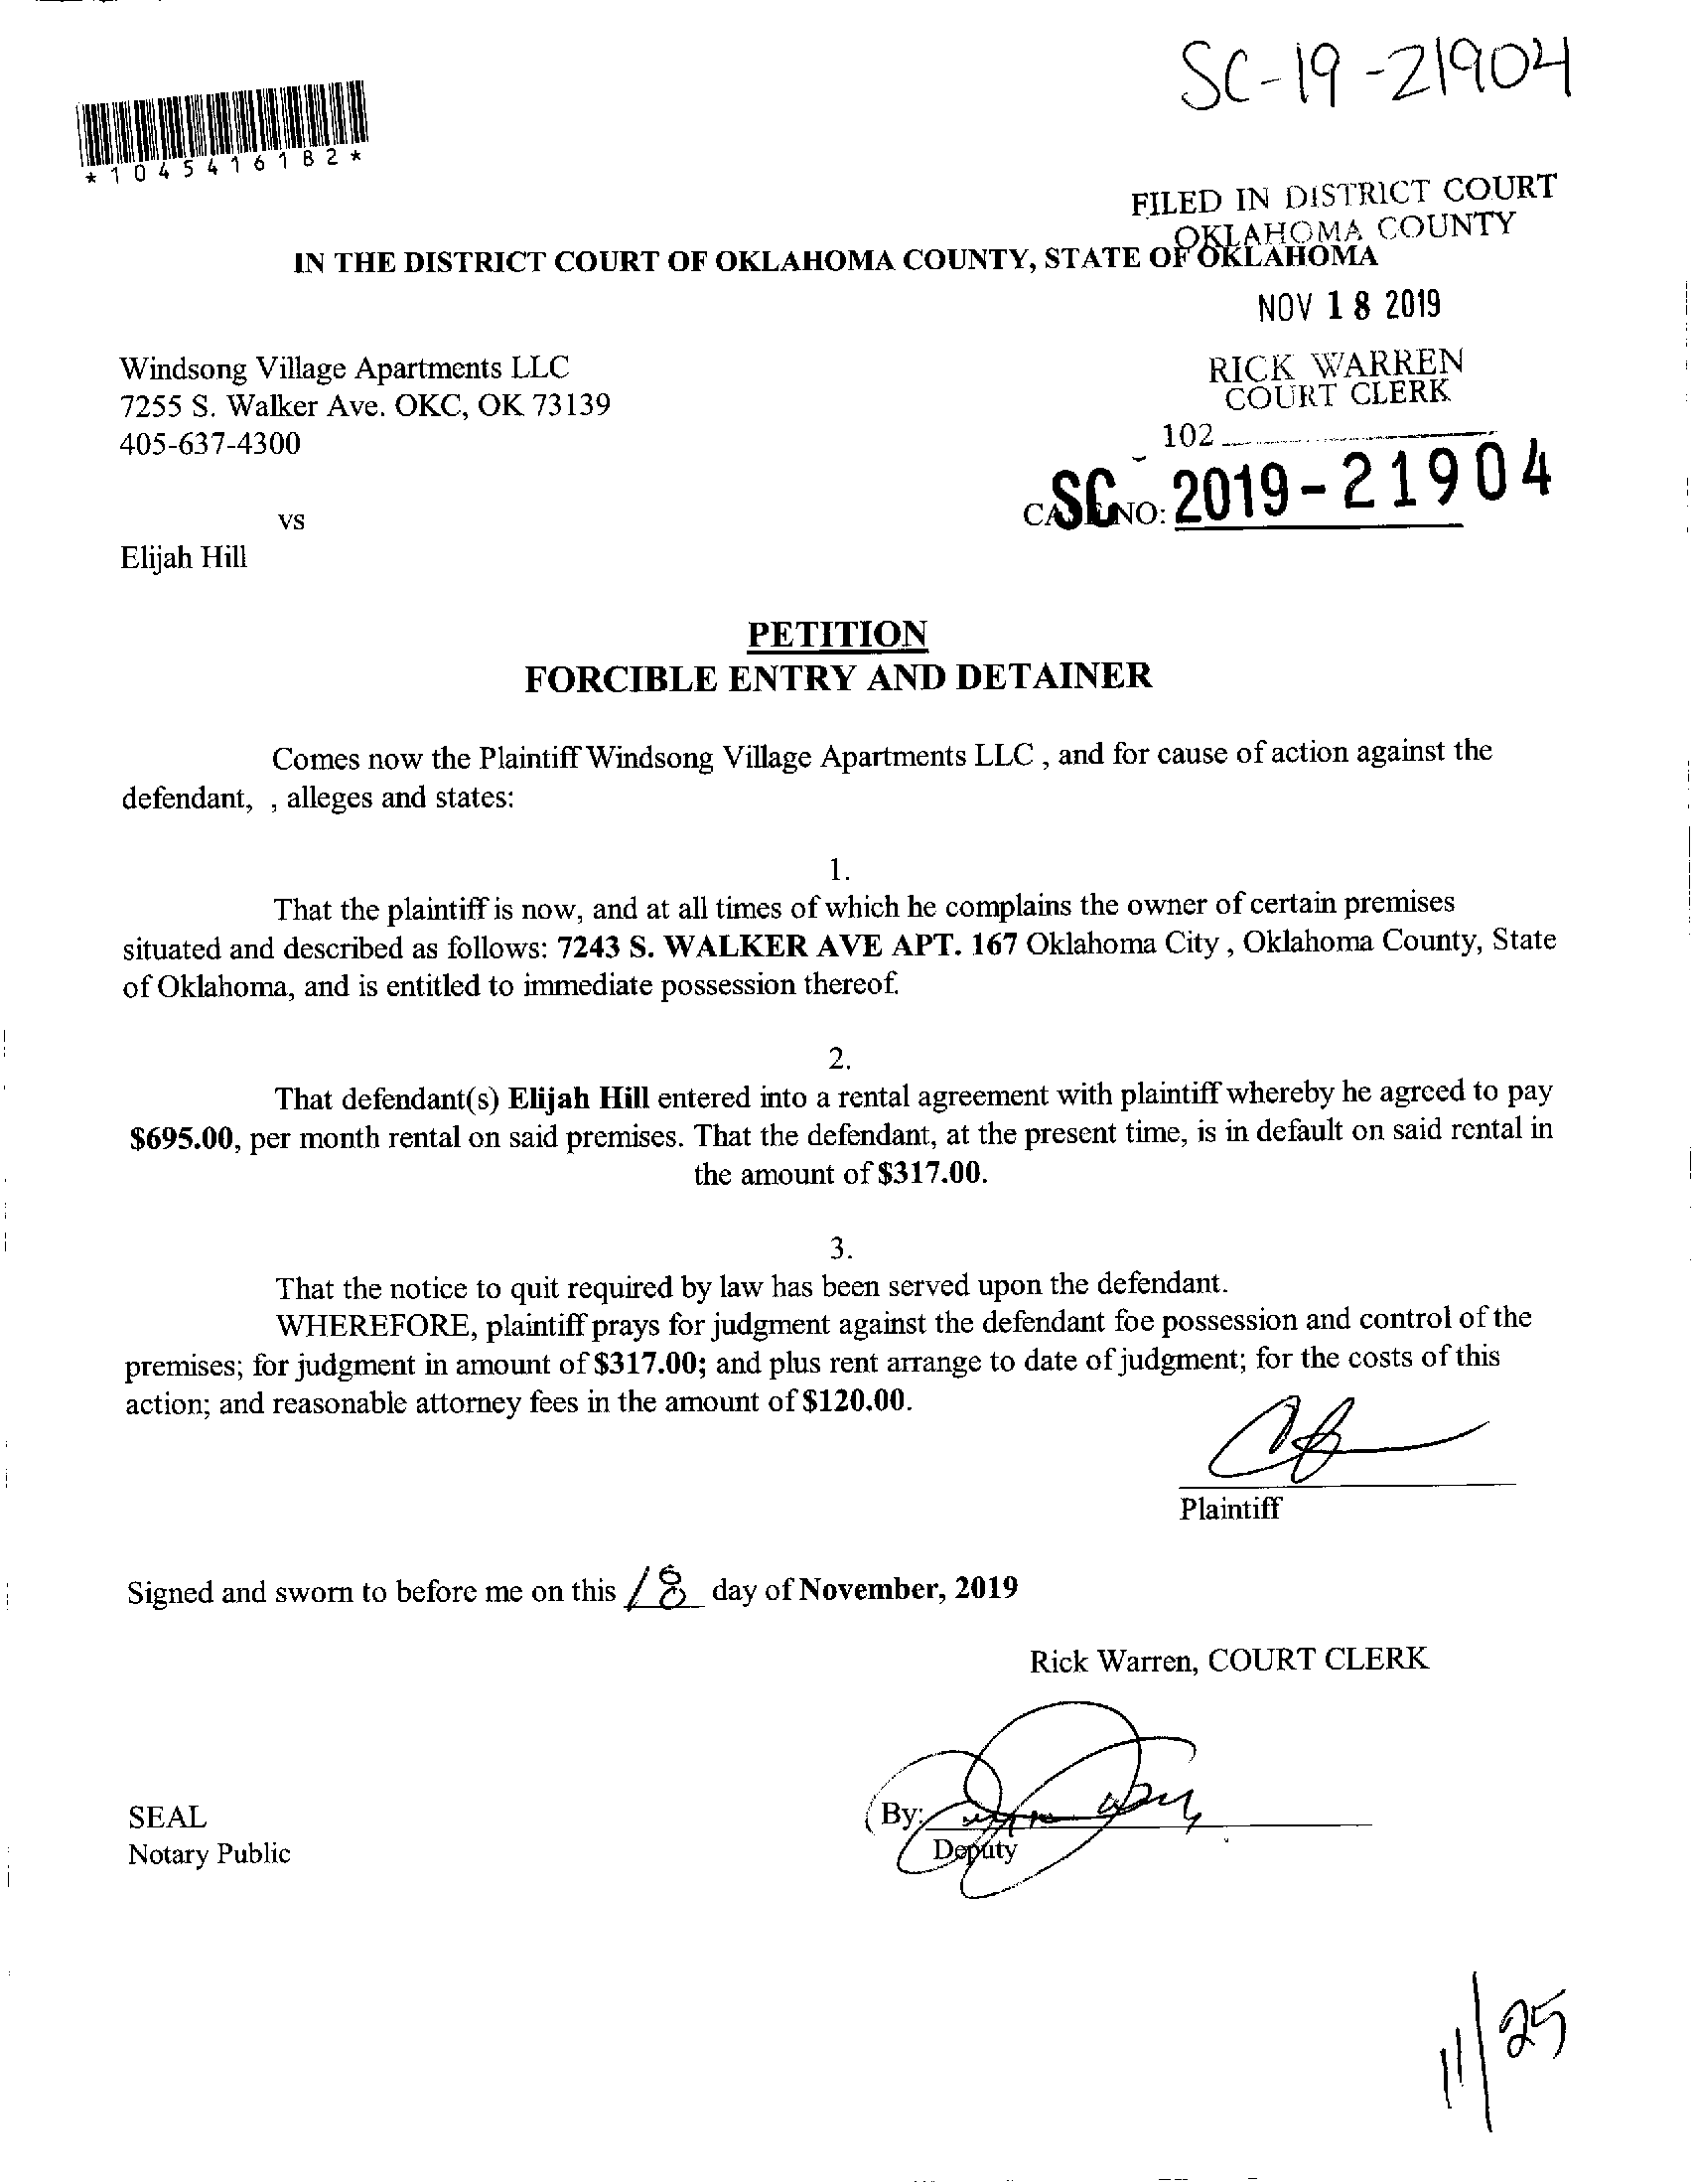 SC-19-21904
*1045416182*
FILED IN DISTRICT COURT
OKLAHOMA COUNTY
IN THE DISTRICT COURT OF OKLAHOMA COUNTY, STATE OF OKLAHOMA
NOV 18 2019
Windsong Village Apartments LLC
RICK WARREN
7255 S. Walker Ave. OKC, OK 73139
COURT CLERK
405-637-4300
102
SC NO: 2019-21904
vs
Elijah Hill
PETITION
FORCIBLE ENTRY AND DETAINER
Comes now the Plaintiff Windsong Village Apartments LLC , and for cause of action against the
defendant, , alleges and states:
1.
That the plaintiff is now, and at all times of which he complains the owner of certain premises
situated and described as follows: 7243 S. WALKER AVE APT. 167 Oklahoma City , Oklahoma County, State
of Oklahoma, and is entitled to immediate possession thereof.
2.
That defendant(s) Elijah Hill entered into a rental agreement with plaintiff whereby he agreed to pay
$695.00, per month rental on said premises. That the defendant, at the present time, is in default on said rental in
the amount of $317.00.
3.
That the notice to quit required by law has been served upon the defendant.
WHEREFORE, plaintiff prays for judgment against the defendant foe possession and control of the
premises; for judgment in amount of $317.00; and plus rent arrange to date of judgment; for the costs of this
action; and reasonable attorney fees in the amount of $120.00.
Plaintiff
Signed and sworn to before me on this 18 day of November, 2019
Rick Warren, COURT CLERK
SEAL
By:
Notary Public
Deputy
11/25